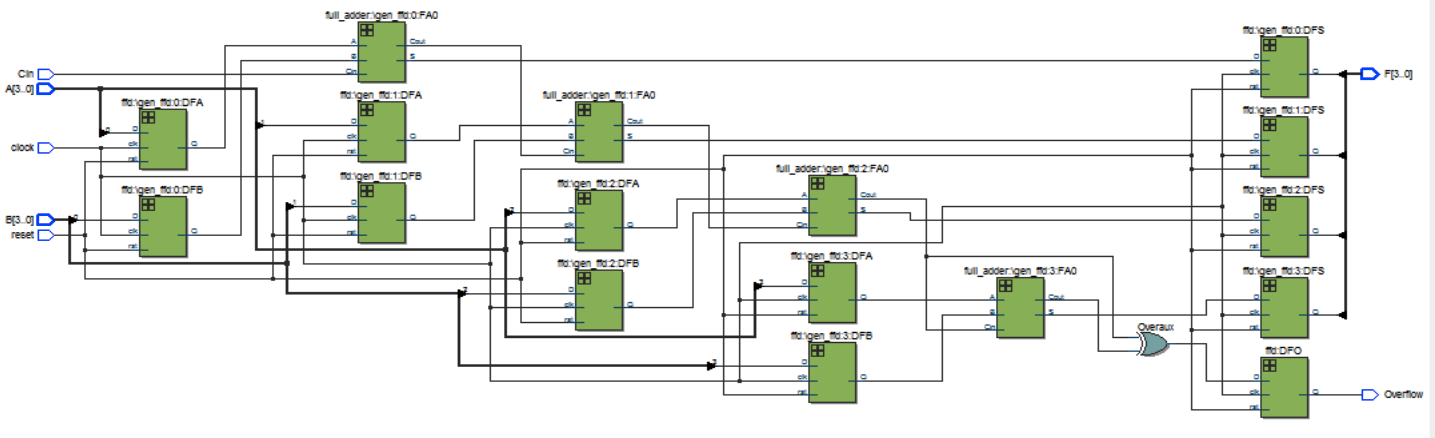 full_adder:\gen_ffd:0:FA0
A Cout
B S
Cin
Cin
A[3..0]
clock
B[3..0]
reset
ffd:\gen_ffd:0:DFA
0
D
clk Q
rst
ffd:\gen_ffd:0:DFB
0
D
clk Q
rst
ffd:\gen_ffd:1:DFA
1
D
clk Q
rst
ffd:\gen_ffd:1:DFB
1
D
clk Q
rst
full_adder:\gen_ffd:1:FA0
A Cout
B S
Cin
ffd:\gen_ffd:2:DFA
2
D
clk Q
rst
ffd:\gen_ffd:2:DFB
2
D
clk Q
rst
full_adder:\gen_ffd:2:FA0
A Cout
B S
Cin
ffd:\gen_ffd:3:DFA
3
D
clk Q
rst
ffd:\gen_ffd:3:DFB
3
D
clk Q
rst
full_adder:\gen_ffd:3:FA0
A Cout
B S
Cin
Overaux
ffd:\gen_ffd:0:DFS
D
clk Q
rst
ffd:\gen_ffd:1:DFS
D
clk Q
rst
ffd:\gen_ffd:2:DFS
D
clk Q
rst
ffd:\gen_ffd:3:DFS
D
clk Q
rst
ffd:DFO
D
clk Q
rst
F[3..0]
Overflow